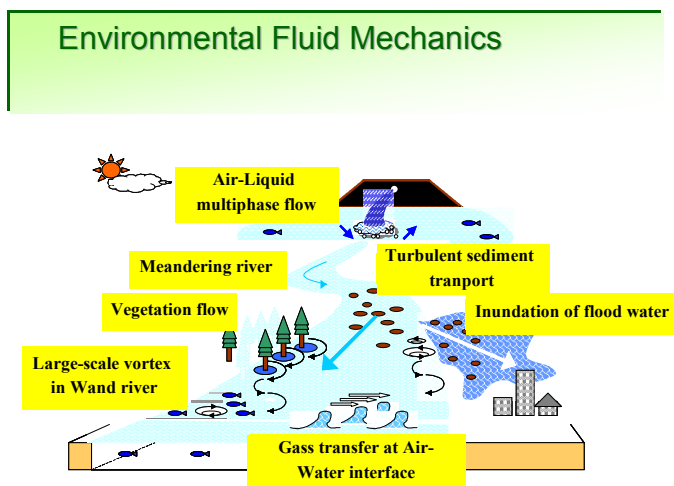 Environmental Fluid Mechanics
Air-Liquid
multiphase flow
Meandering river
Turbulent sediment
tranport
Vegetation flow
Inundation of flood water
Large-scale vortex
in Wand river
Gass transfer at Air-
Water interface